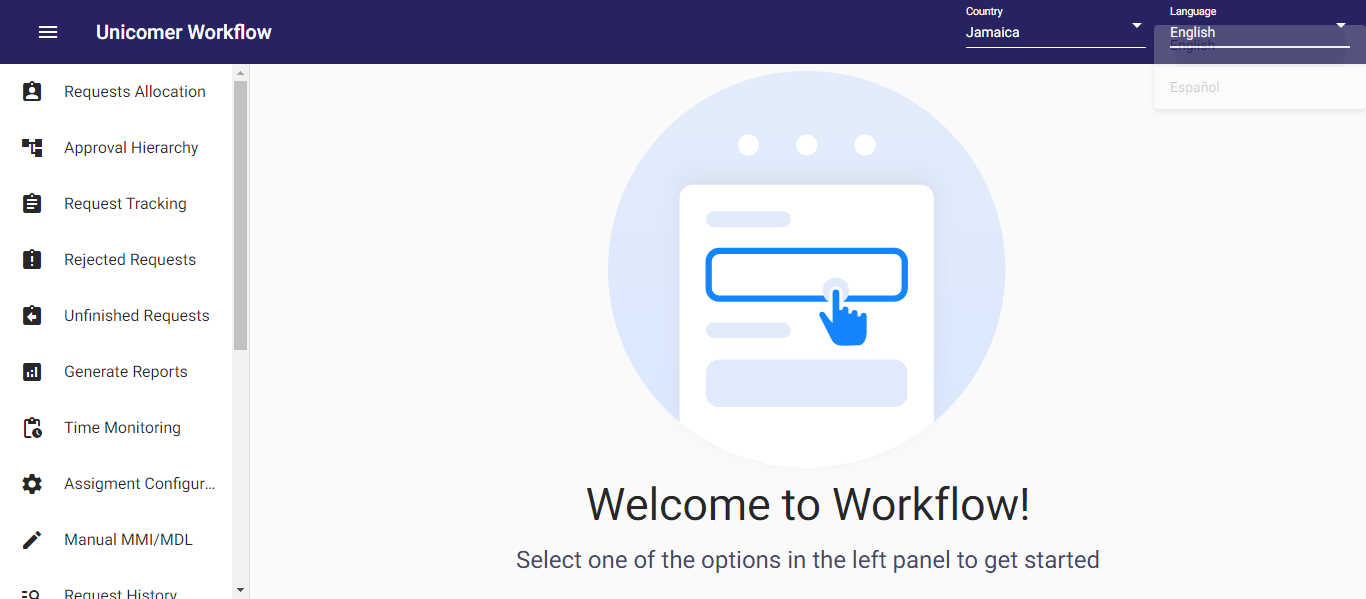 Unicomer Workflow
Country
Jamaica
Language
English
English
Español
Requests Allocation
Approval Hierarchy
Request Tracking
Rejected Requests
Unfinished Requests
Generate Reports
Time Monitoring
Assigment Configur...
Manual MMI/MDL
Request History
Welcome to Workflow!
Select one of the options in the left panel to get started